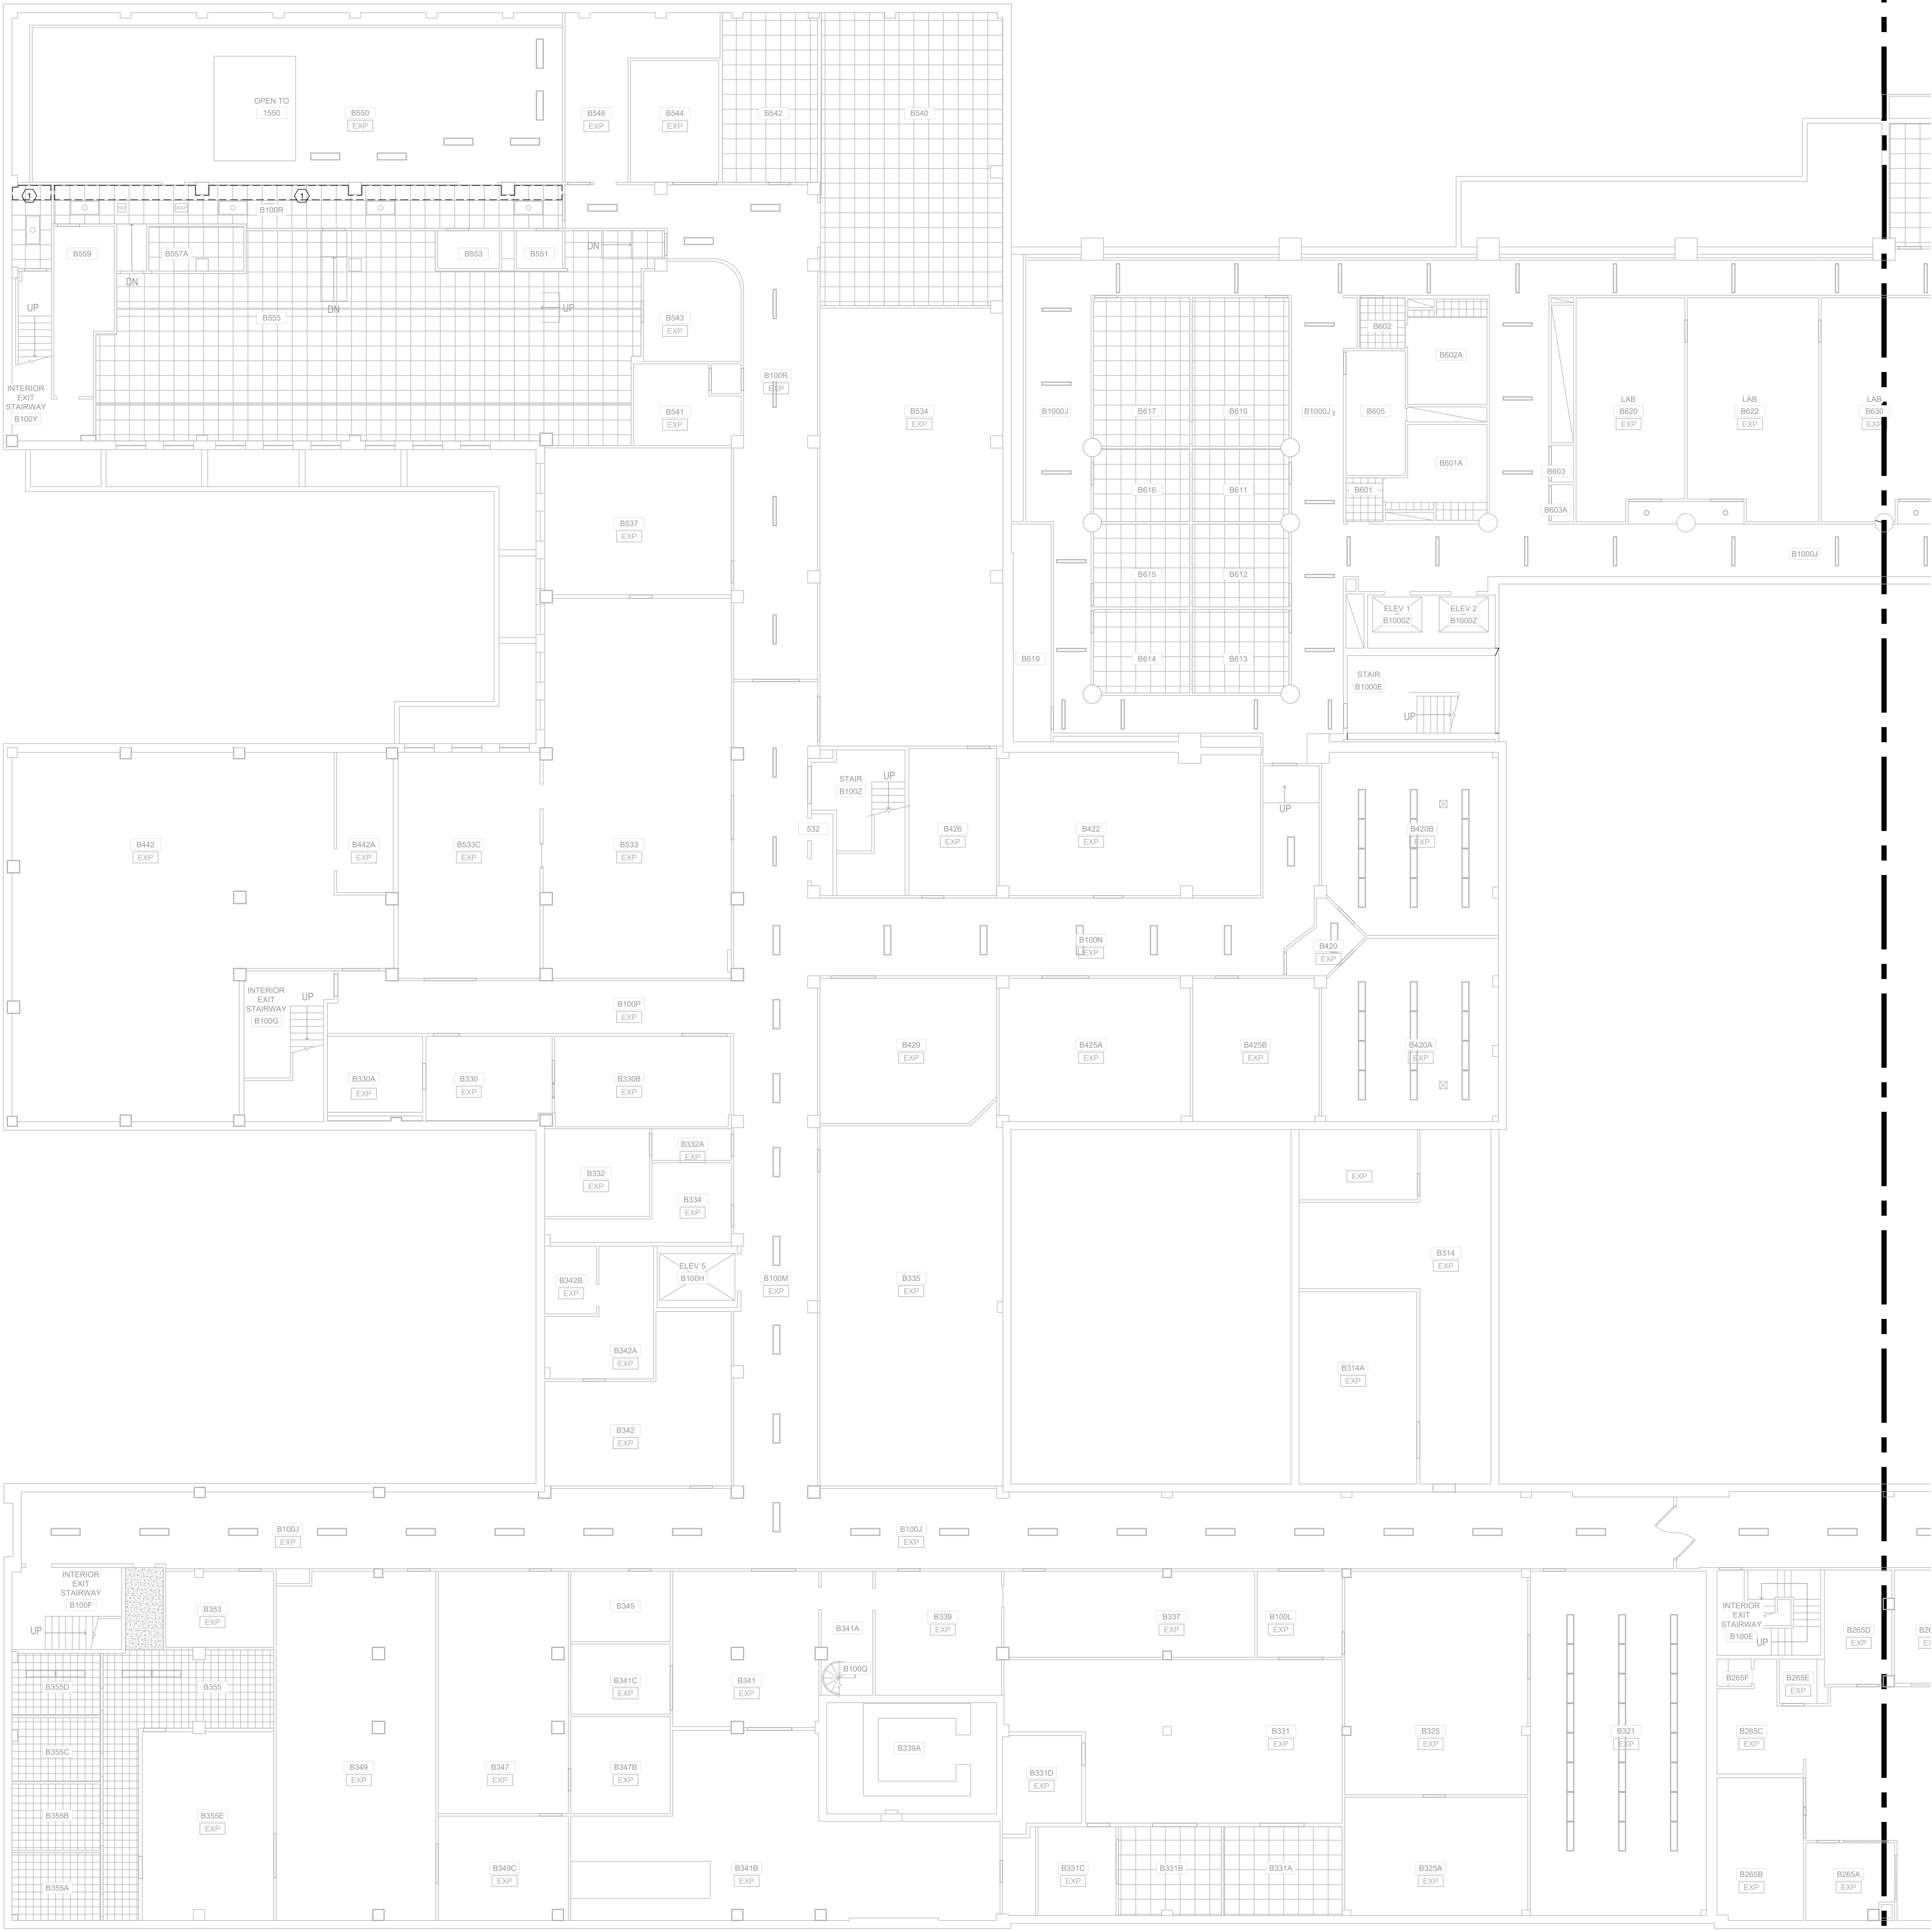 OPEN TO
1550
B550
EXP
B546
EXP
B544
EXP
B542
B540
1
1
SD
WAP
B100R
B559
B557A
B553
B551
DN
DN
DN
UP
UP
B555
B543
EXP
B100R
EXP
B541
EXP
B534
EXP
INTERIOR
EXIT
STAIRWAY
B100Y
B1000J
B617
B610
B1000J
B602
B602A
B605
B601A
B601
B603
B603A
LAB
B620
EXP
LAB
B622
EXP
LAB
B630
EXP
B616
B611
B537
EXP
B1000J
B615
B612
ELEV 1
B1000Z
ELEV 2
B1000Z
B619
B614
B613
STAIR
B1000E
UP
STAIR
B100Z
UP
UP
B442
EXP
B442A
EXP
B533C
EXP
B533
EXP
532
B426
EXP
B422
EXP
B420B
EXP
B100N
EXP
B420
EXP
INTERIOR
EXIT
STAIRWAY
B100G
UP
B100P
EXP
B429
EXP
B425A
EXP
B425B
EXP
B420A
EXP
B330A
EXP
B330
EXP
B330B
EXP
B332A
EXP
B332
EXP
B334
EXP
EXP
B314
EXP
B342B
EXP
ELEV 5
B100H
B100M
EXP
B335
EXP
B342A
EXP
B314A
EXP
B342
EXP
B100J
EXP
B100J
EXP
INTERIOR
EXIT
STAIRWAY
B100F
UP
B353
EXP
B345
B341A
B339
EXP
B337
EXP
B100L
EXP
INTERIOR
EXIT
STAIRWAY
B100E
UP
B265D
EXP
B355D
B355
B341C
EXP
B341
EXP
B100Q
B265F
B265E
EXP
B355C
B349
EXP
B347
EXP
B347B
EXP
B339A
B331D
EXP
B331
EXP
B325
EXP
B321
EXP
B265C
EXP
B355B
B355E
EXP
B355A
B349C
EXP
B341B
EXP
B331C
EXP
B331B
B331A
B325A
EXP
B265B
EXP
B265A
EXP